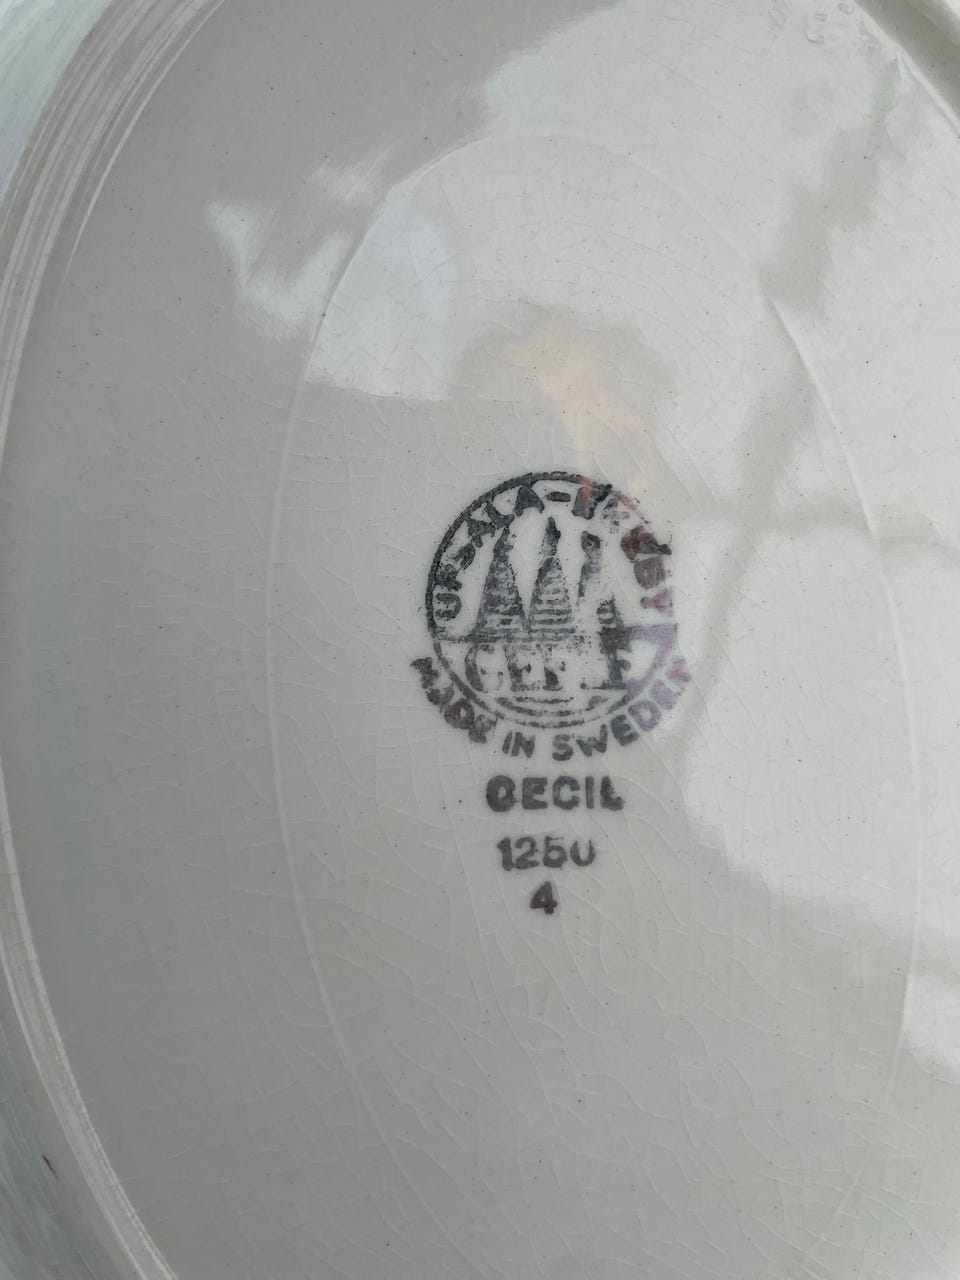 UPSALA-EKEBY
GEFLE
MADE IN SWEDEN
CECIL
1250
4